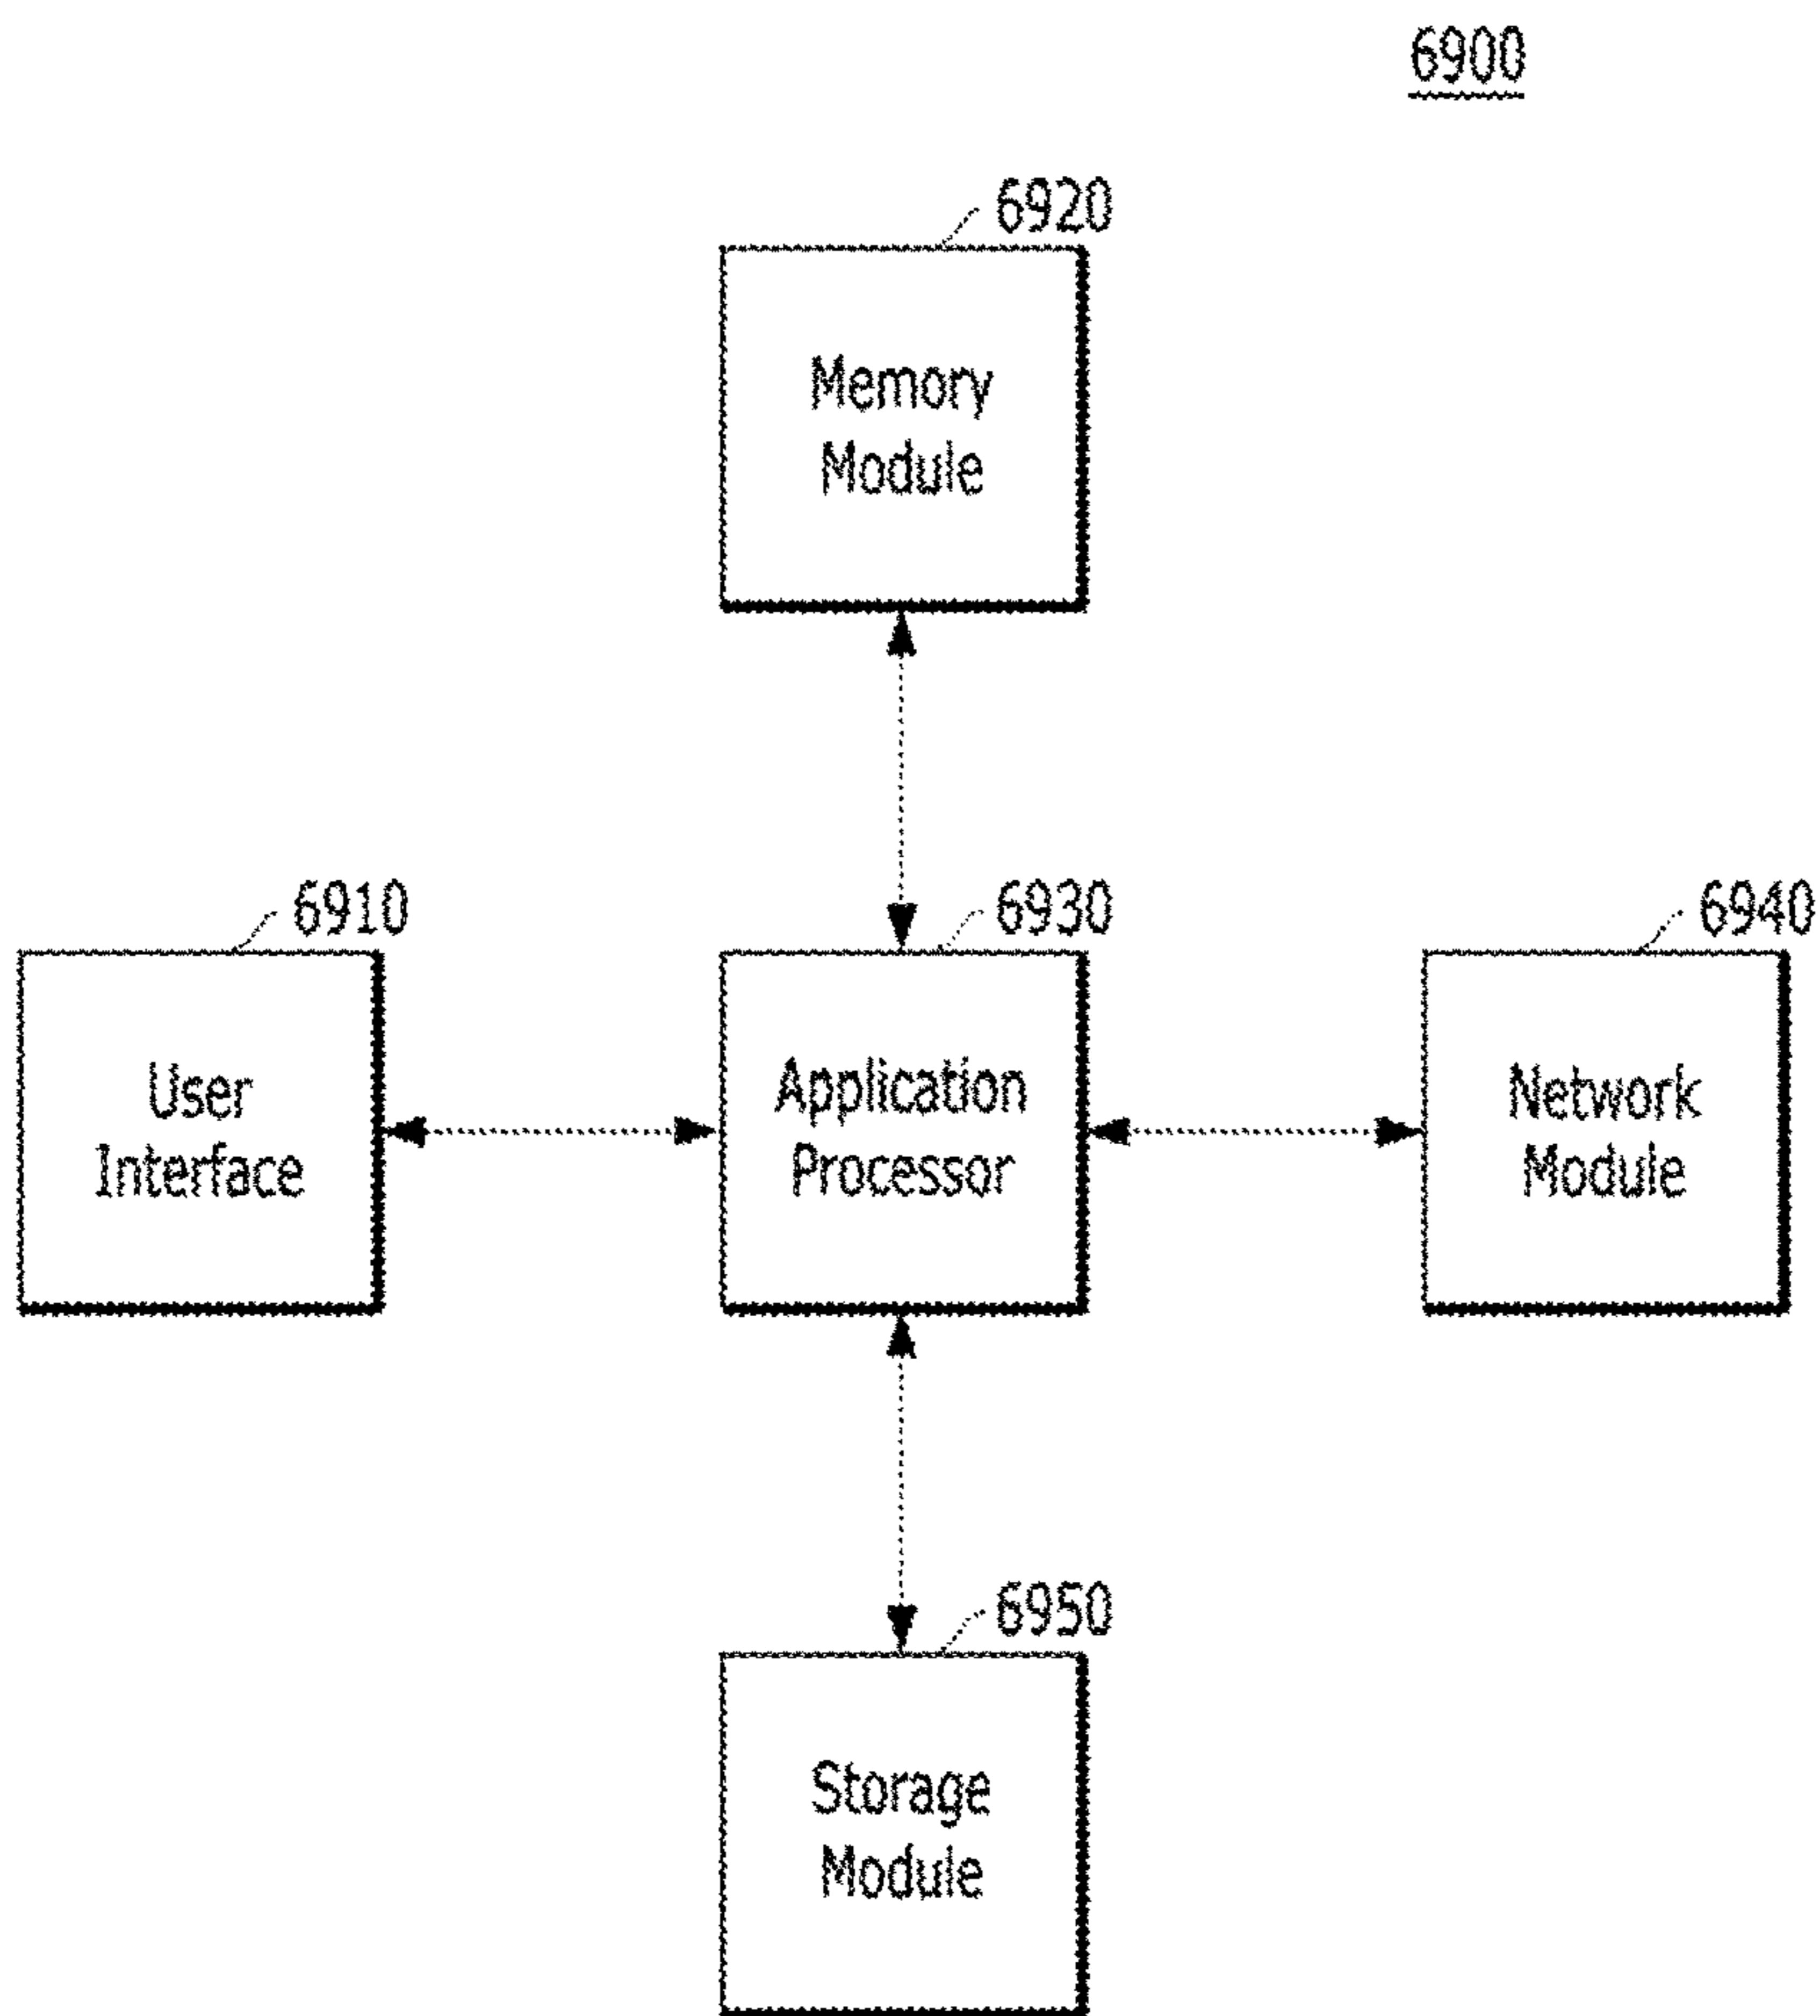 6900
6920
Memory
Module
6910
User
Interface
6930
Application
Processor
6940
Network
Module
6950
Storage
Module